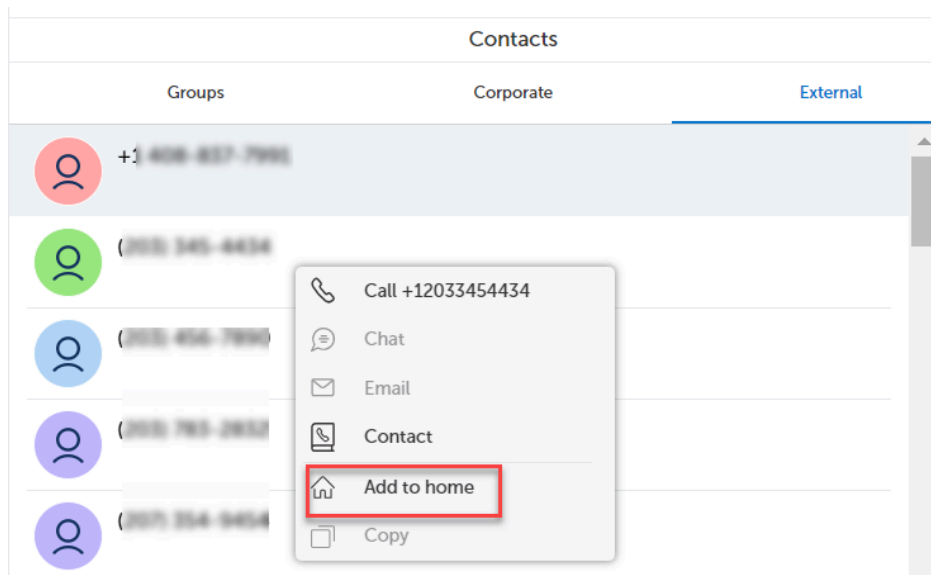 Contacts
Groups
Corporate
External
+1
(
Call +12033454434
(
Chat
Email
(
Contact
Add to home
(
Copy